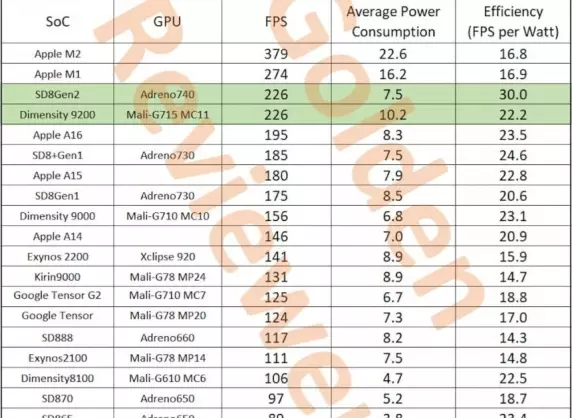 SoC GPU FPS Average Power Consumption Efficiency (FPS per Watt)
Apple M2 379 22.6 16.8
Apple M1 274 16.2 16.9
SD8Gen2 Adreno740 226 7.5 30.0
Dimensity 9200 Mali-G715 MC11 226 10.2 22.2
Apple A16 195 8.3 23.5
SD8+Gen1 Adreno730 185 7.5 24.6
Apple A15 180 7.9 22.8
SD8Gen1 Adreno730 175 8.5 20.6
Dimensity 9000 Mali-G710 MC10 156 6.8 23.1
Apple A14 146 7.0 20.9
Exynos 2200 Xclipse 920 141 8.9 15.9
Kirin9000 Mali-G78 MP24 131 8.9 14.7
Google Tensor G2 Mali-G710 MC7 125 6.7 18.8
Google Tensor Mali-G78 MP20 124 7.3 17.0
SD888 Adreno660 117 8.2 14.3
Exynos2100 Mali-G78 MP14 111 7.5 14.8
Dimensity8100 Mali-G610 MC6 106 4.7 22.5
SD870 Adreno650 97 5.2 18.7
SD865 Adreno650 89 3.8 23.4
Golden Reviewer